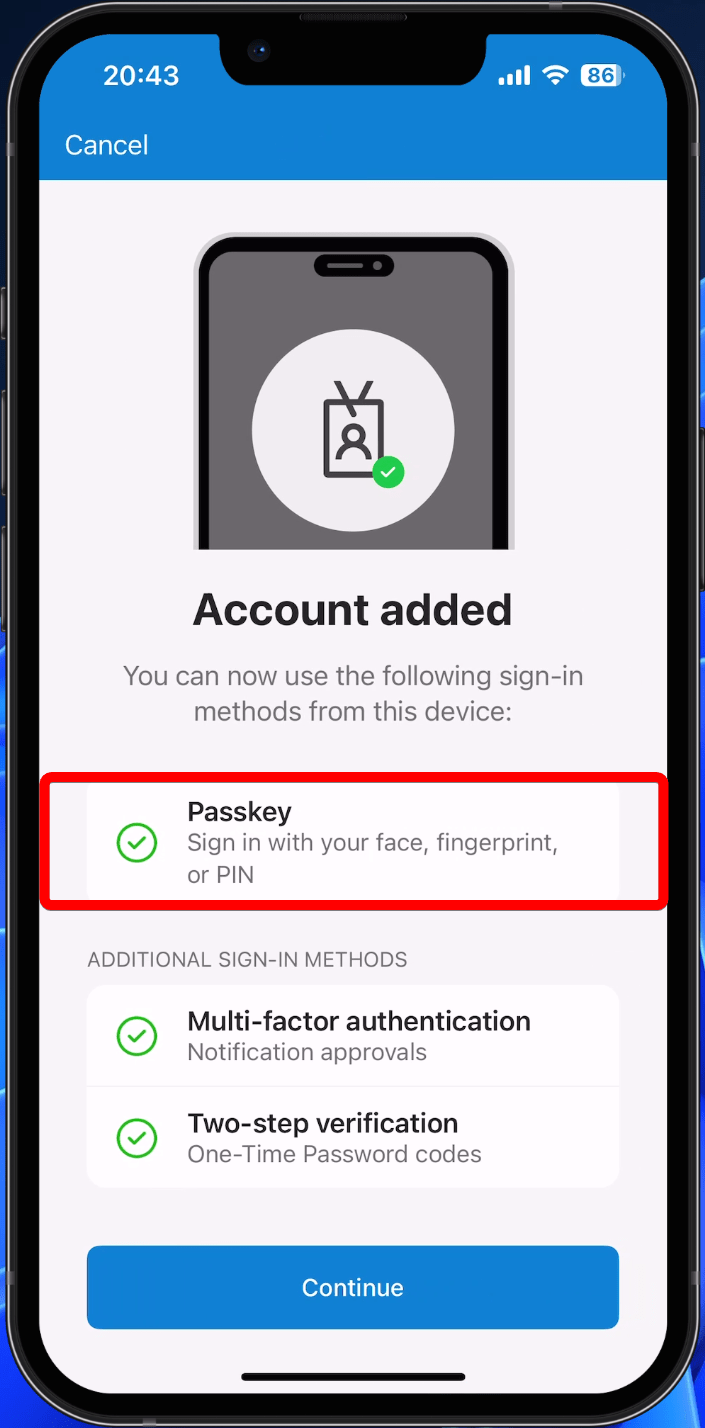 20:43
86
Cancel
Account added
You can now use the following sign-in
methods from this device:
Passkey
Sign in with your face, fingerprint,
or PIN
ADDITIONAL SIGN-IN METHODS
Multi-factor authentication
Notification approvals
Two-step verification
One-Time Password codes
Continue